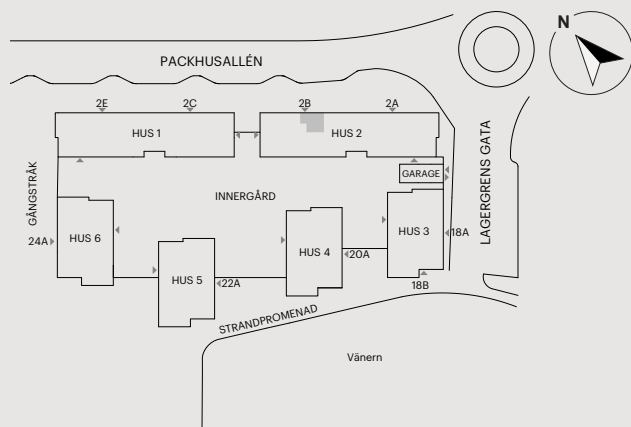 N
PACKHUSALLÉN
2E
2C
2B
2A
HUS 1
HUS 2
LAGERGRENS GATA
GÅNGSTRÅK
GARAGE
INNERGÅRD
24A
HUS 6
HUS 5
22A
HUS 4
20A
HUS 3
18A
18B
STRANDPROMENAD
Vänern